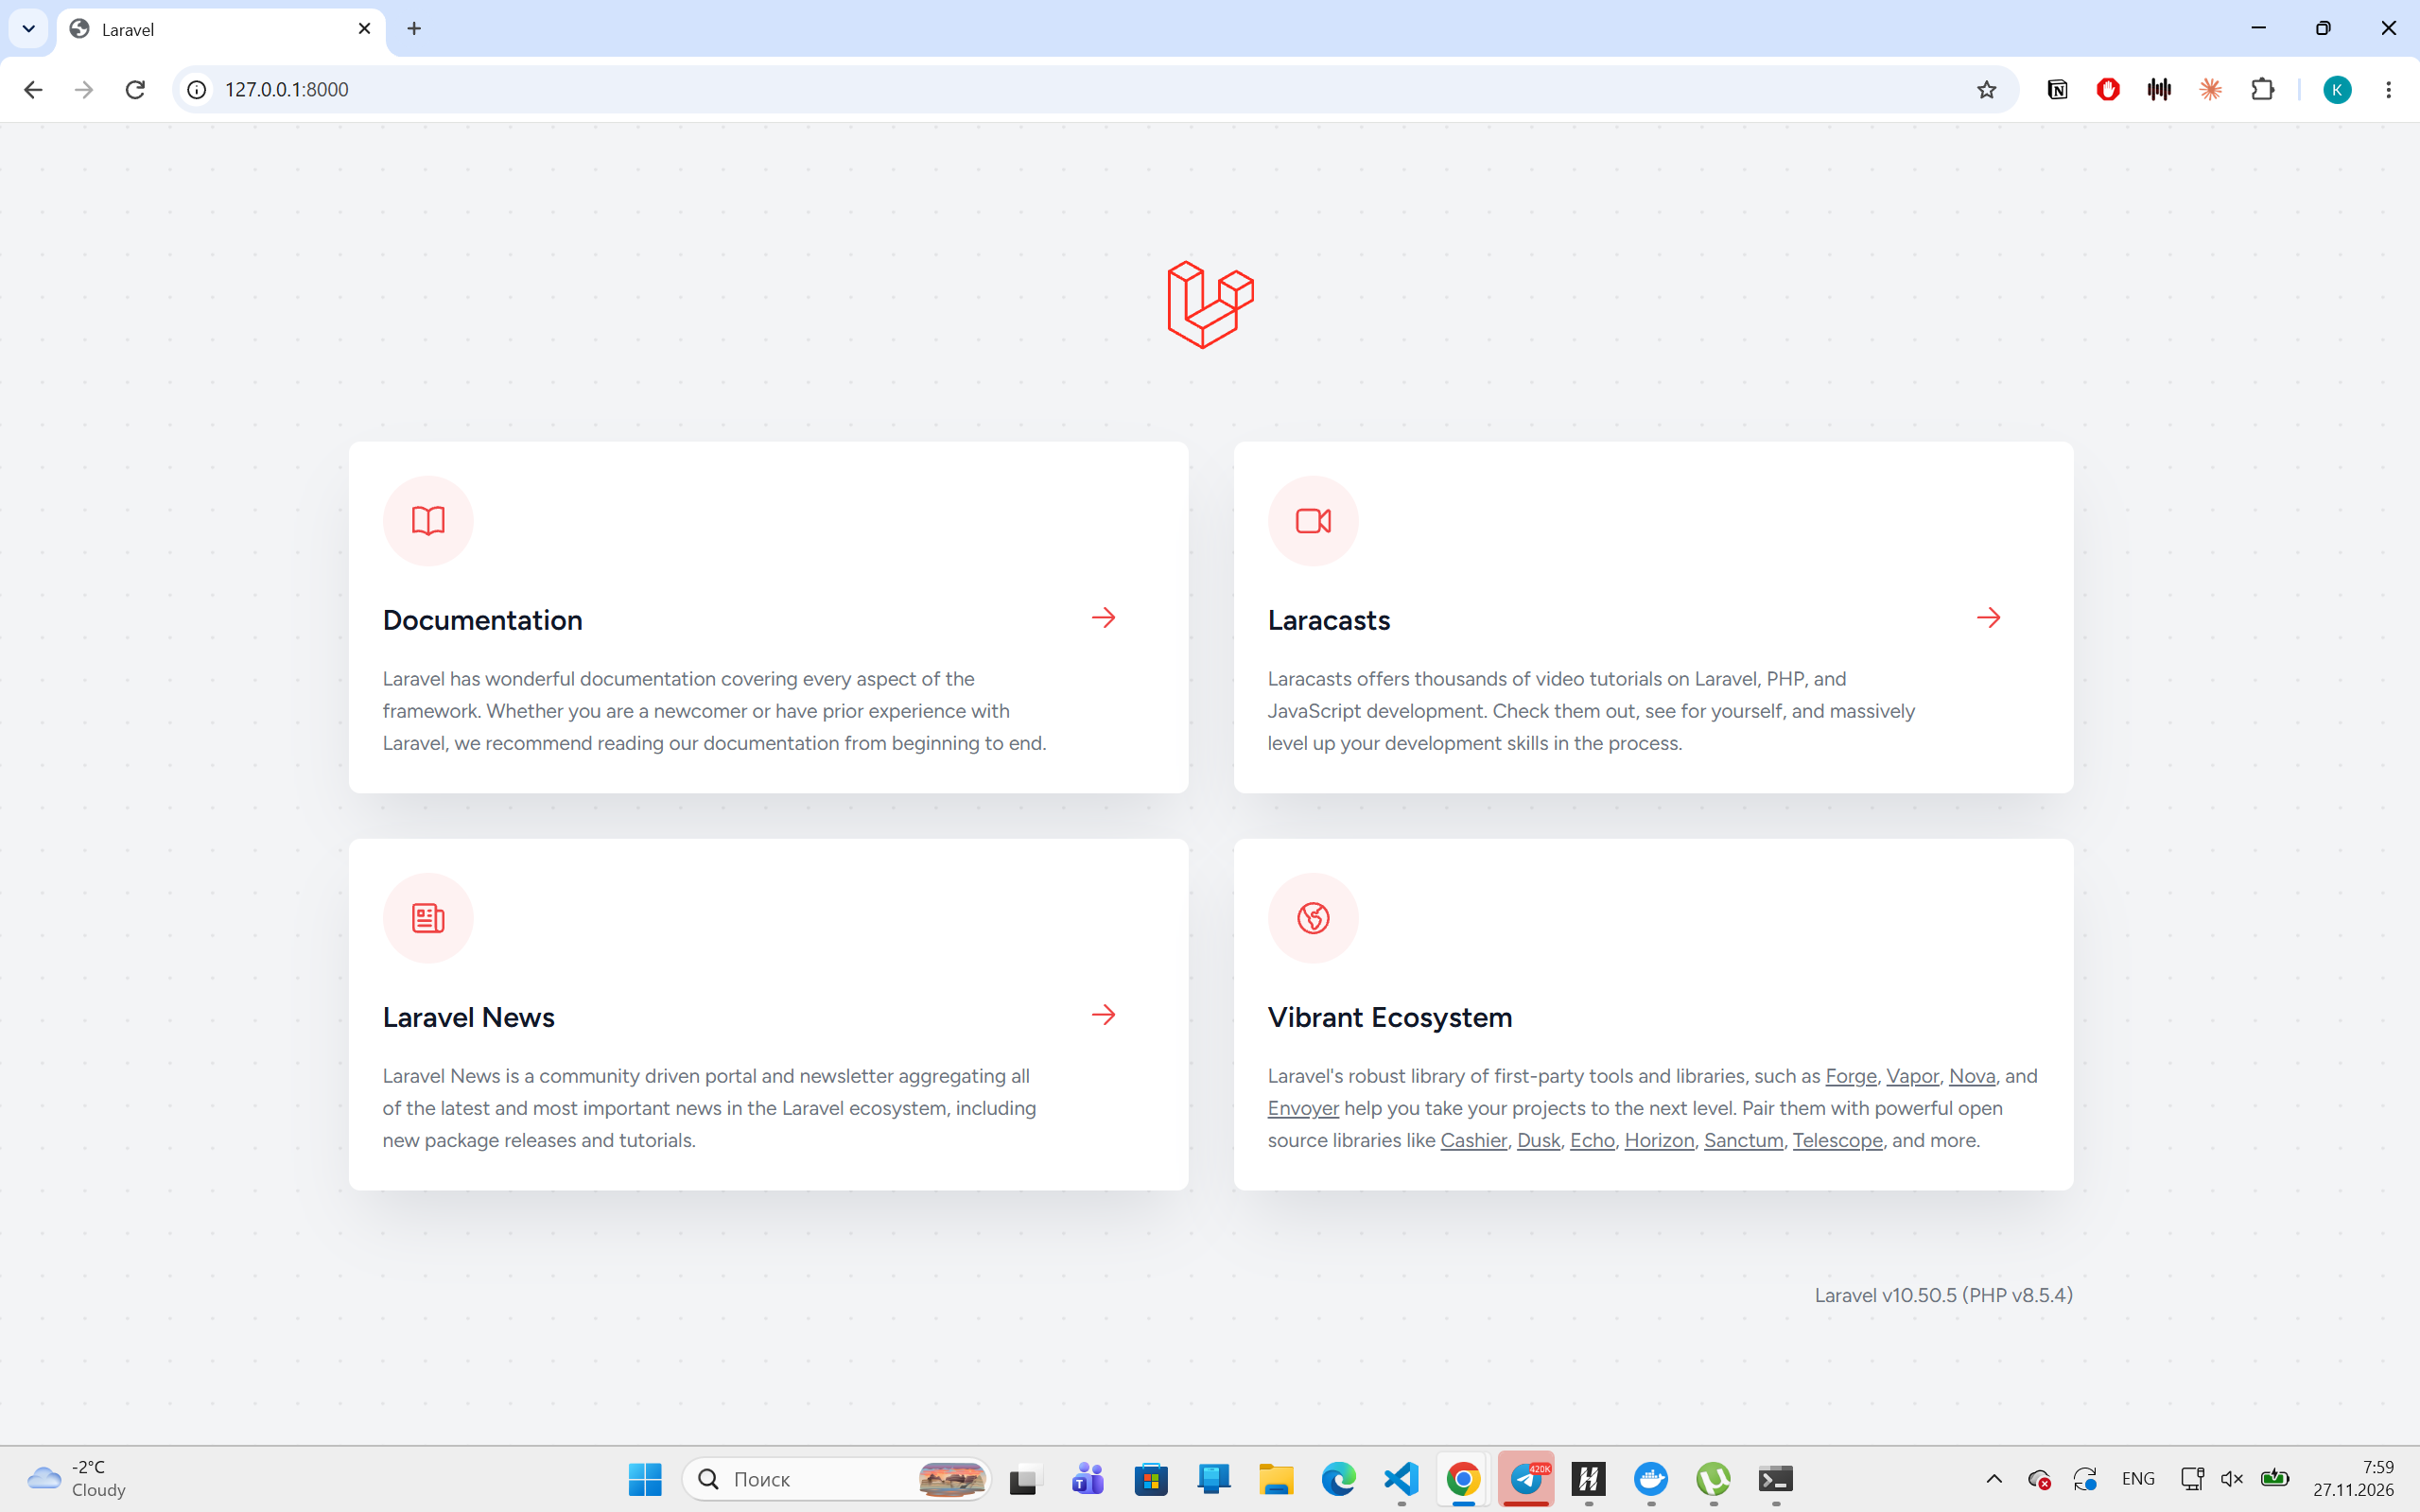 Laravel
127.0.0.1:8000
K
Documentation
Laravel has wonderful documentation covering every aspect of the
framework. Whether you are a newcomer or have prior experience with
Laravel, we recommend reading our documentation from beginning to end.
Laracasts
Laracasts offers thousands of video tutorials on Laravel, PHP, and
JavaScript development. Check them out, see for yourself, and massively
level up your development skills in the process.
Laravel News
Laravel News is a community driven portal and newsletter aggregating all
of the latest and most important news in the Laravel ecosystem, including
new package releases and tutorials.
Vibrant Ecosystem
Laravel's robust library of first-party tools and libraries, such as Forge, Vapor, Nova, and
Envoyer help you take your projects to the next level. Pair them with powerful open
source libraries like Cashier, Dusk, Echo, Horizon, Sanctum, Telescope, and more.
Laravel v10.50.5 (PHP v8.5.4)
-2°C
Cloudy
Поиск
420K
ENG
7:59
27.11.2026